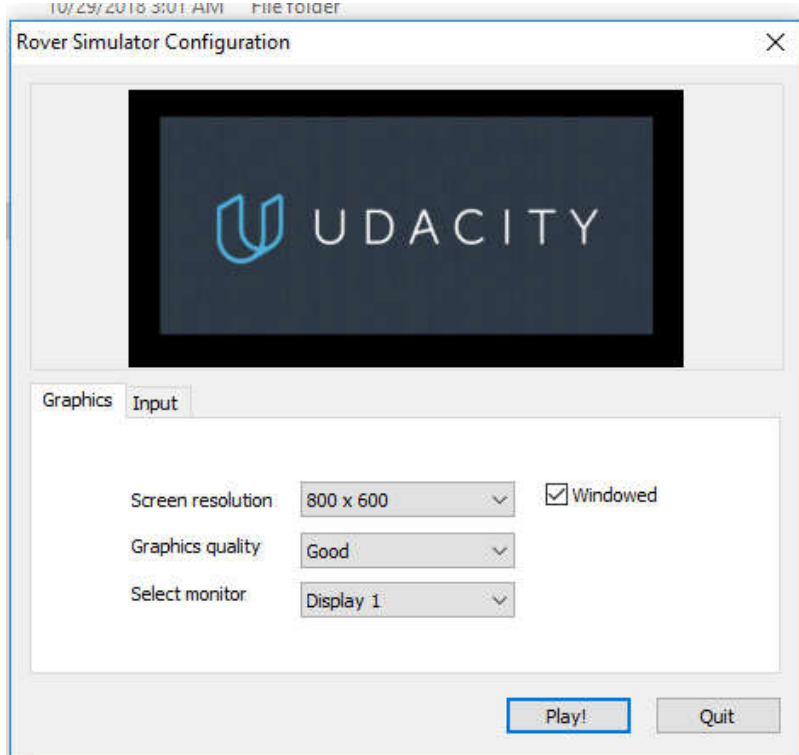 10/29/2018 3:01 AM File folder
Rover Simulator Configuration
UDACITY
Graphics Input
Screen resolution 800 x 600 Windowed
Graphics quality Good
Select monitor Display 1
Play! Quit